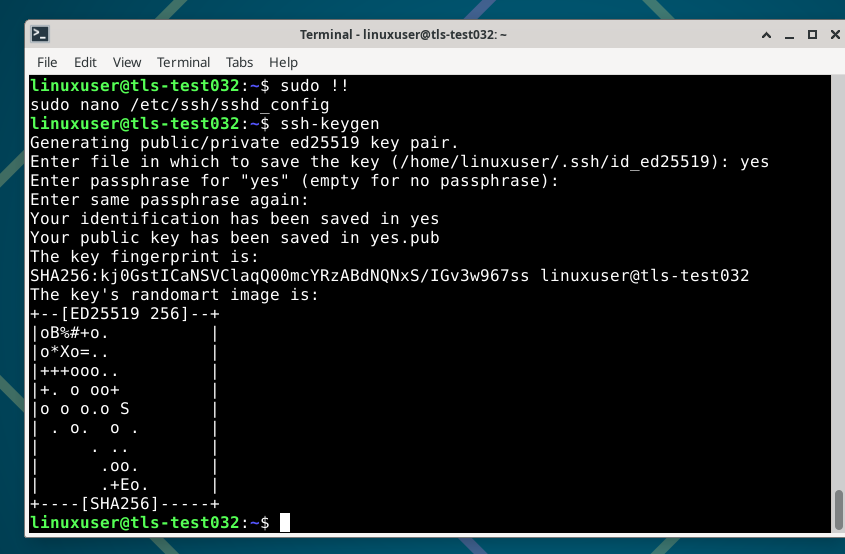 Terminal - linuxuser@tls-test032: ~
File Edit View Terminal Tabs Help
linuxuser@tls-test032:~$ sudo !!
sudo nano /etc/ssh/sshd_config
linuxuser@tls-test032:~$ ssh-keygen
Generating public/private ed25519 key pair.
Enter file in which to save the key (/home/linuxuser/.ssh/id_ed25519): yes
Enter passphrase for "yes" (empty for no passphrase):
Enter same passphrase again:
Your identification has been saved in yes
Your public key has been saved in yes.pub
The key fingerprint is:
SHA256:kj0GstICaNSVClaqQ00mcYRzABdNQNxS/IGv3w967ss linuxuser@tls-test032
The key's randomart image is:
+--[ED25519 256]--+
|oB%#+o.          |
|o*Xo=..          |
|+++ooo..         |
|+. o oo+         |
|o o o.o S        |
| . o.  o .       |
|      . ..       |
|       .oo.      |
|       .+Eo.     |
+----[SHA256]-----+
linuxuser@tls-test032:~$